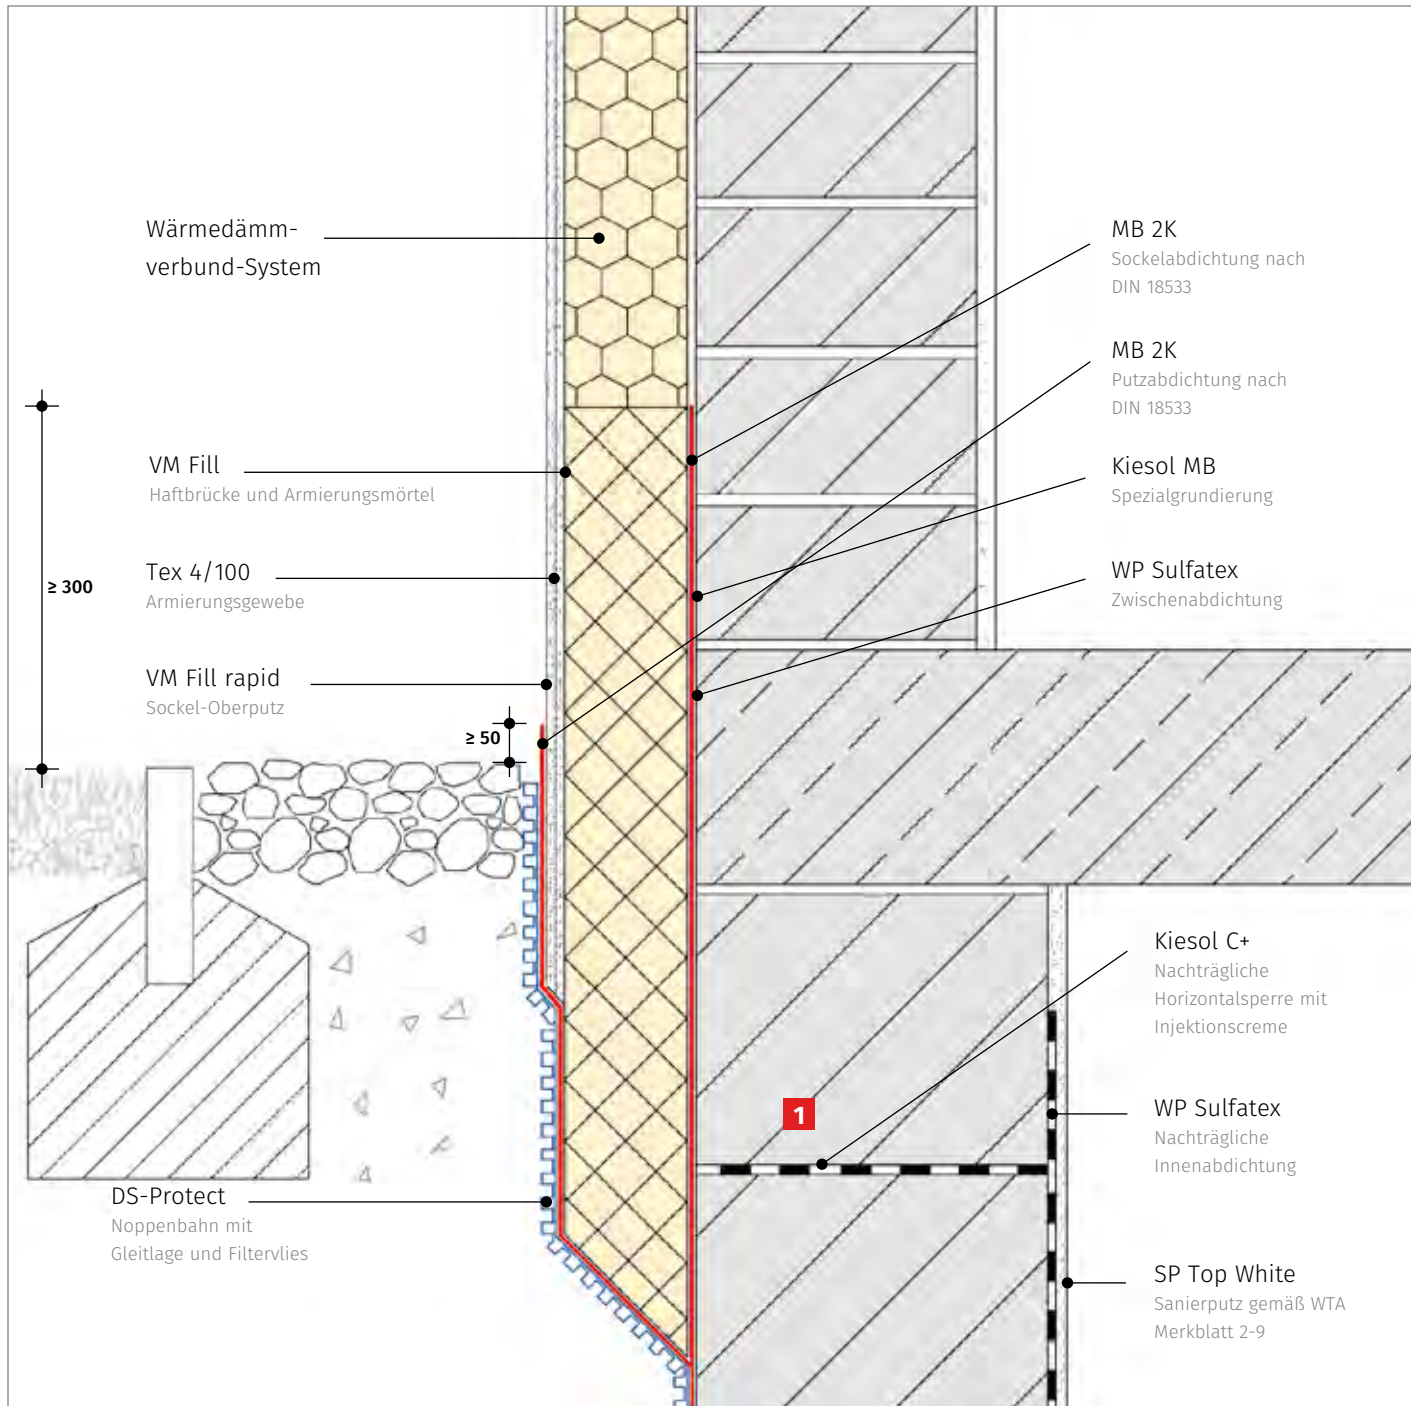 Wärmedämm-
verbund-System
VM Fill
Haftbrücke und Armierungsmörtel
≥ 300
Tex 4/100
Armierungsgewebe
VM Fill rapid
Sockel-Oberputz
≥ 50
DS-Protect
Noppenbahn mit
Gleitlage und Filtervlies
MB 2K
Sockelabdichtung nach
DIN 18533
MB 2K
Putzabdichtung nach
DIN 18533
Kiesol MB
Spezialgrundierung
WP Sulfatex
Zwischenabdichtung
Kiesol C+
Nachträgliche
Horizontalsperre mit
Injektionscreme
1
WP Sulfatex
Nachträgliche
Innenabdichtung
SP Top White
Sanierputz gemäß WTA
Merkblatt 2-9